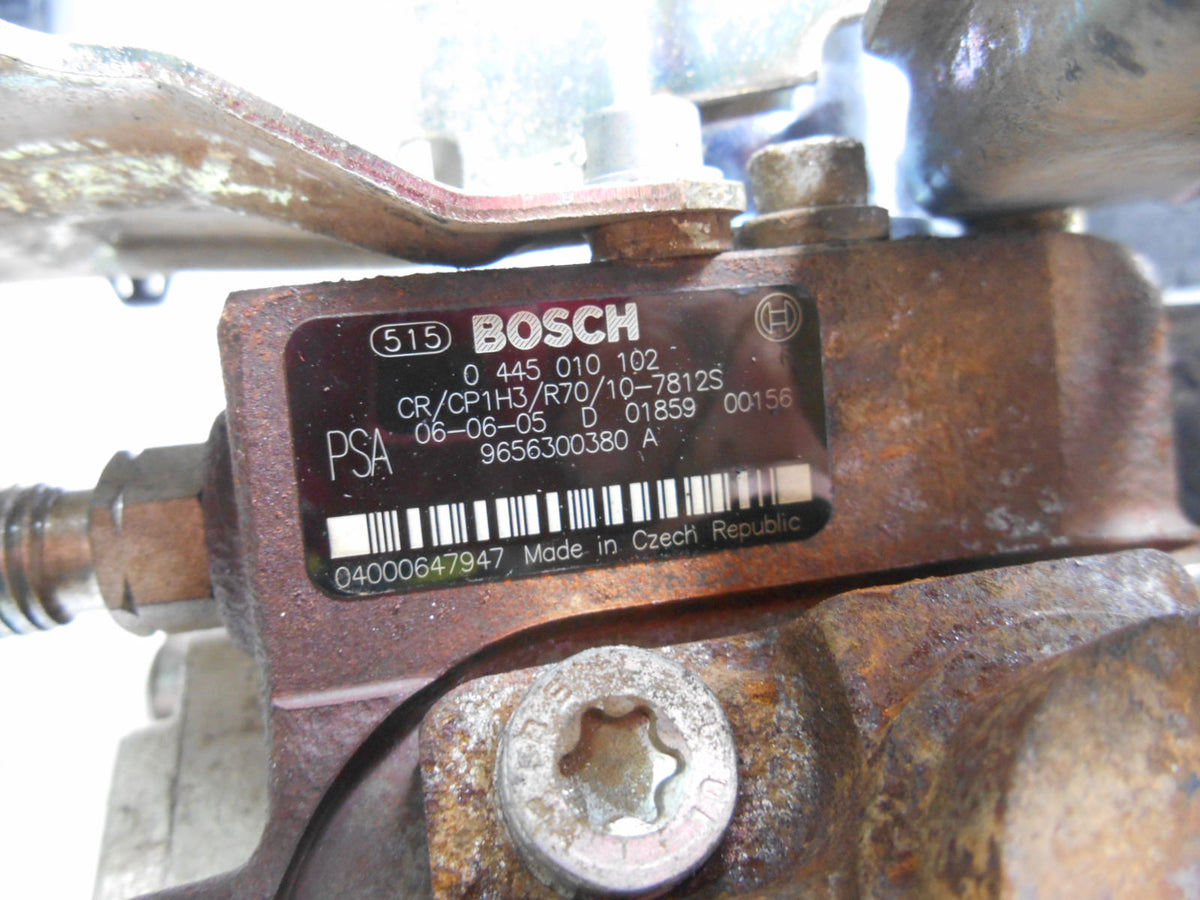 515 BOSCH
0 445 010 102
CR/CP1H3/R70/10-7812S
06-06-05 D 01859 00156
PSA 9656300380 A
04000647947 Made in Czech Republic